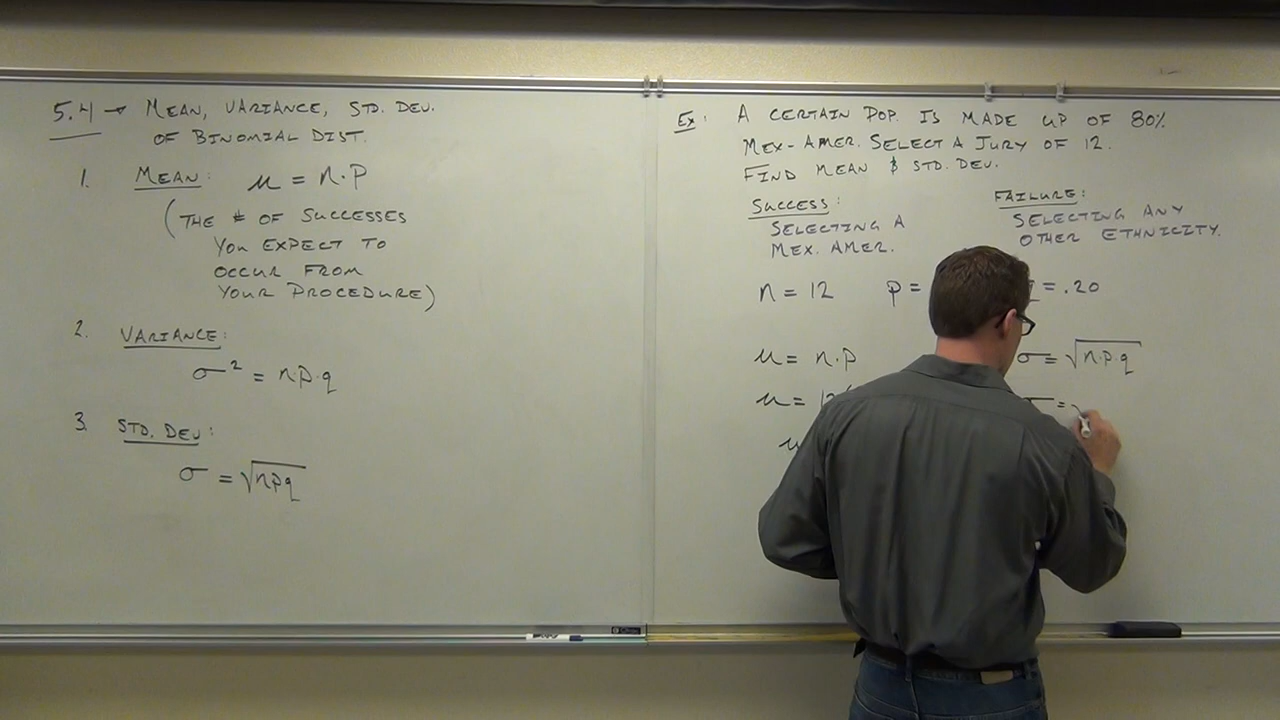 5.4 → MEAN, VARIANCE, STD. DEV.
OF BINOMIAL DIST.
1. MEAN: μ = n·p
(THE # OF SUCCESSES
YOU EXPECT TO
OCCUR FROM
YOUR PROCEDURE)
2. VARIANCE:
σ² = n·p·q
3. STD. DEV:
σ = √npq
Ex: A CERTAIN POP. IS MADE UP OF 80%
MEX-AMER. SELECT A JURY OF 12.
FIND MEAN & STD. DEV.
SUCCESS:
SELECTING A
MEX. AMER.
FAILURE:
SELECTING ANY
OTHER ETHNICITY.
n = 12 p = = .20
μ = n·p σ = √n·p·q
μ = 12 σ =
μ